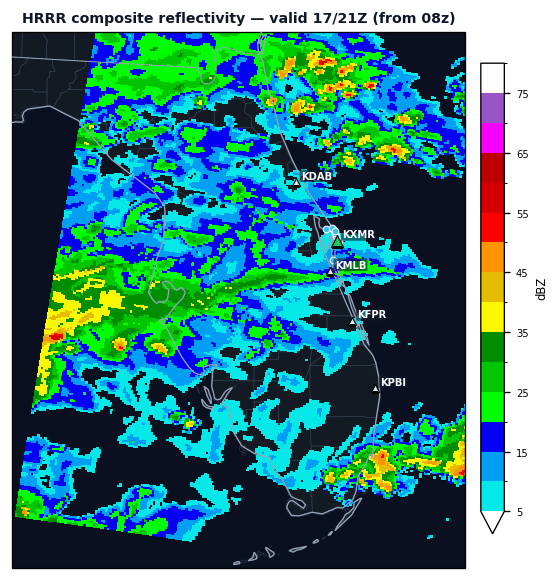 HRRR composite reflectivity — valid 17/21Z (from 08z)
KDAB
KXMR
KMLB
KFPR
KPBI
75
65
55
45
35
25
15
5
dBZ